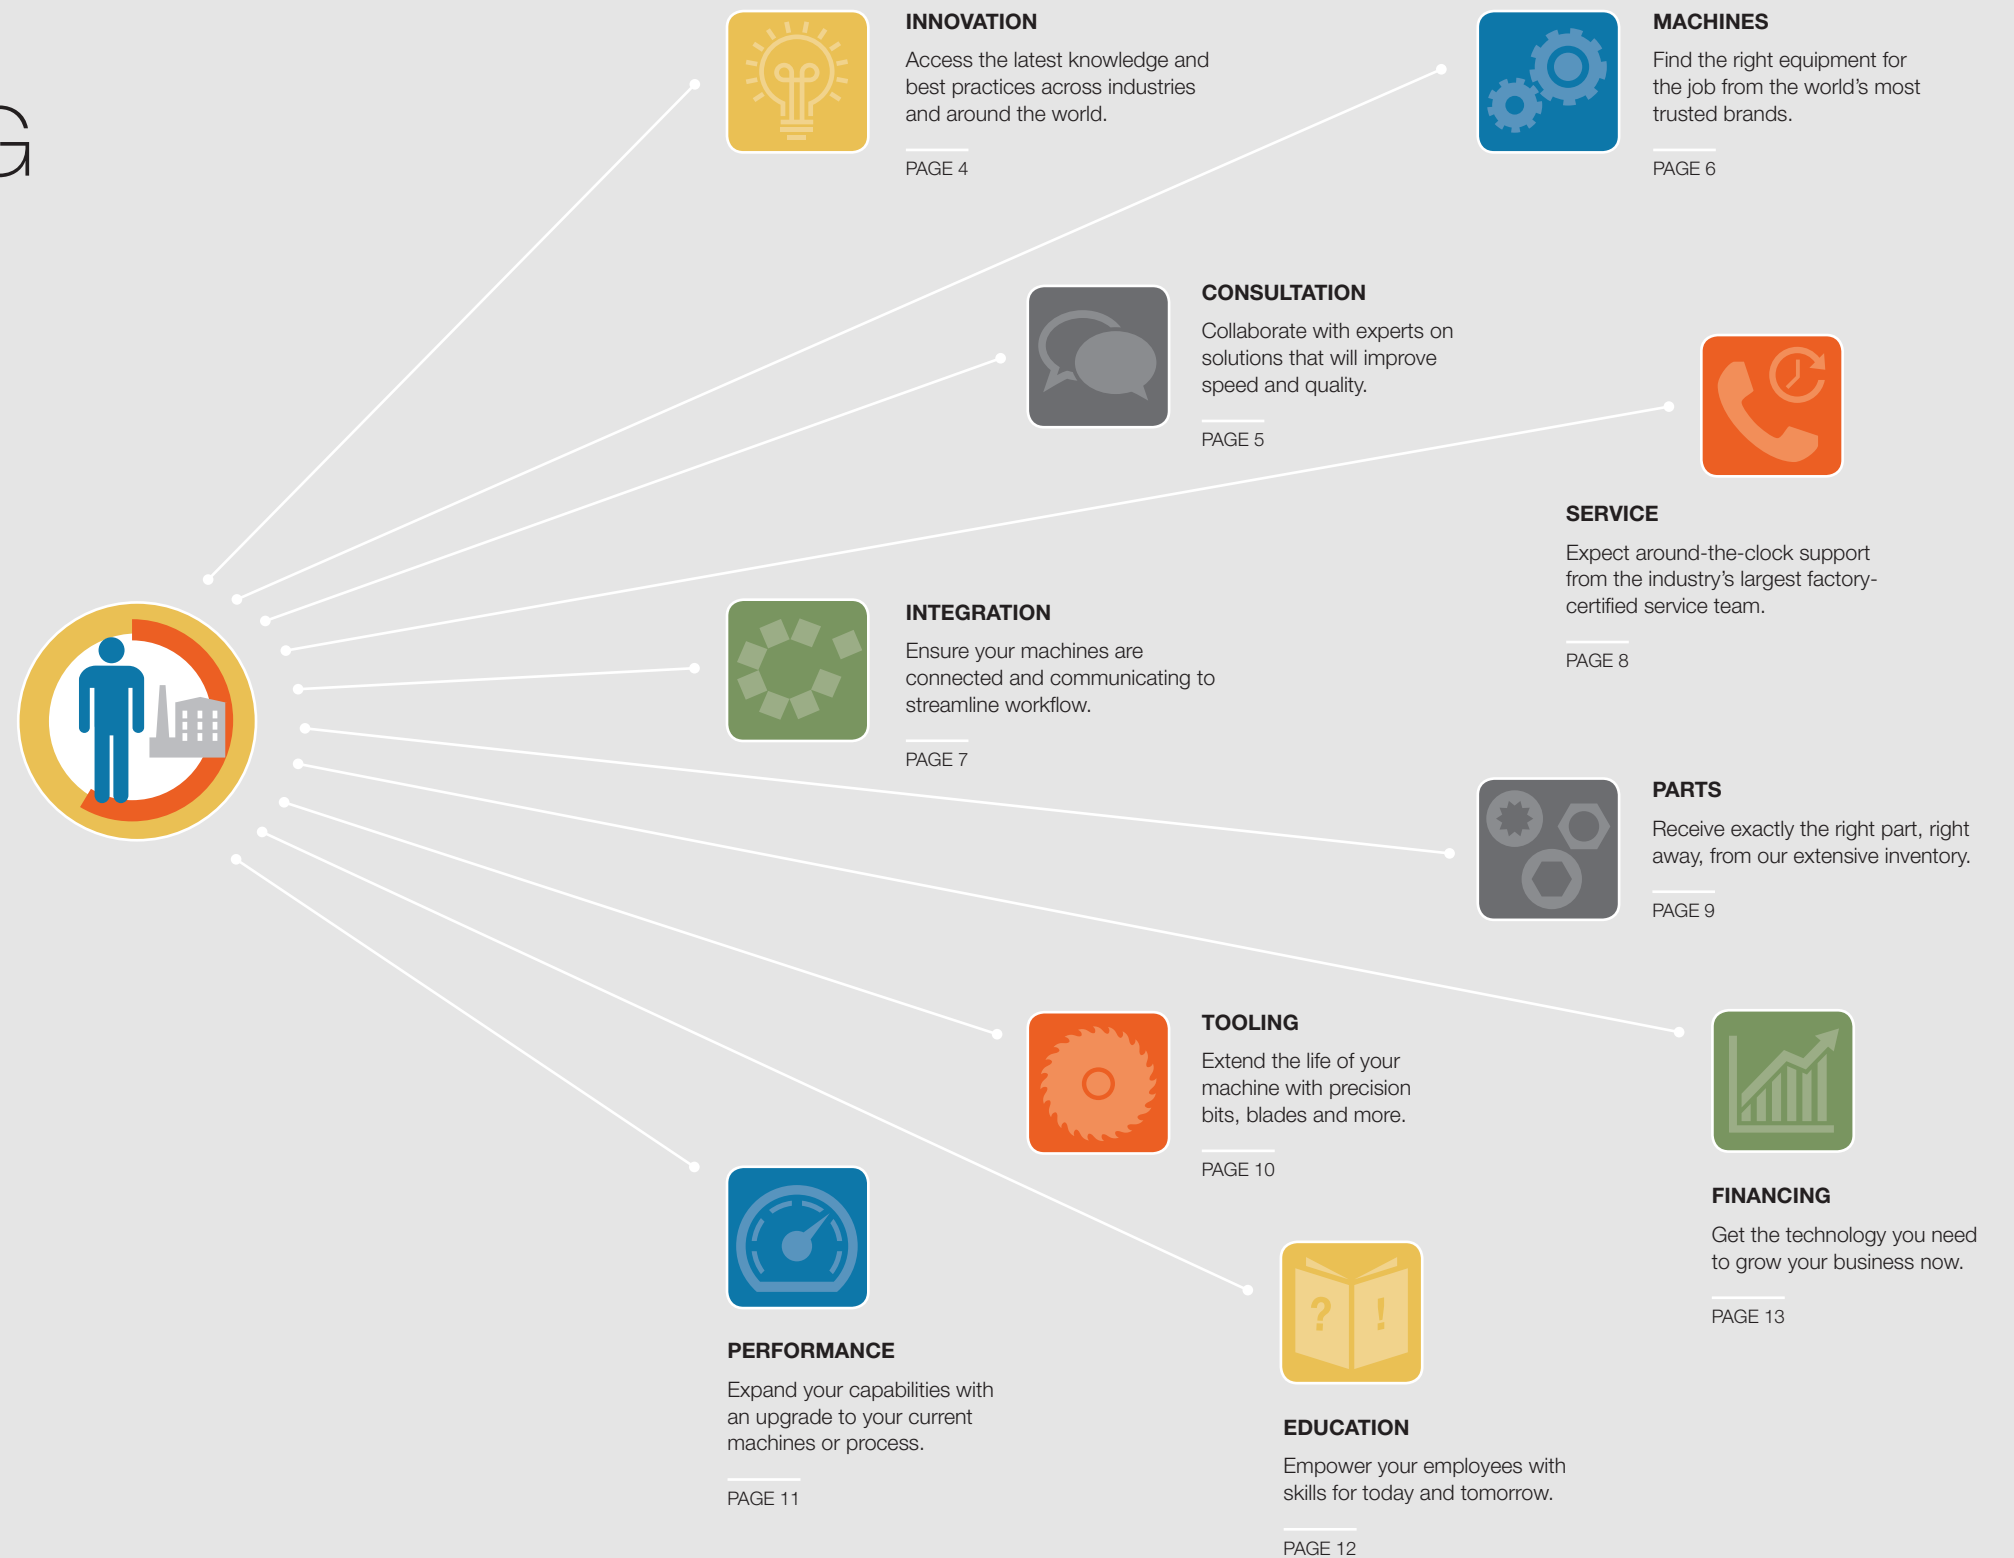 G
INNOVATION
Access the latest knowledge and
best practices across industries
and around the world.
PAGE 4
MACHINES
Find the right equipment for
the job from the world's most
trusted brands.
PAGE 6
CONSULTATION
Collaborate with experts on
solutions that will improve
speed and quality.
PAGE 5
SERVICE
Expect around-the-clock support
from the industry's largest factory-
certified service team.
PAGE 8
INTEGRATION
Ensure your machines are
connected and communicating to
streamline workflow.
PAGE 7
PARTS
Receive exactly the right part, right
away, from our extensive inventory.
PAGE 9
TOOLING
Extend the life of your
machine with precision
bits, blades and more.
PAGE 10
FINANCING
Get the technology you need
to grow your business now.
PAGE 13
PERFORMANCE
Expand your capabilities with
an upgrade to your current
machines or process.
PAGE 11
? !
EDUCATION
Empower your employees with
skills for today and tomorrow.
PAGE 12